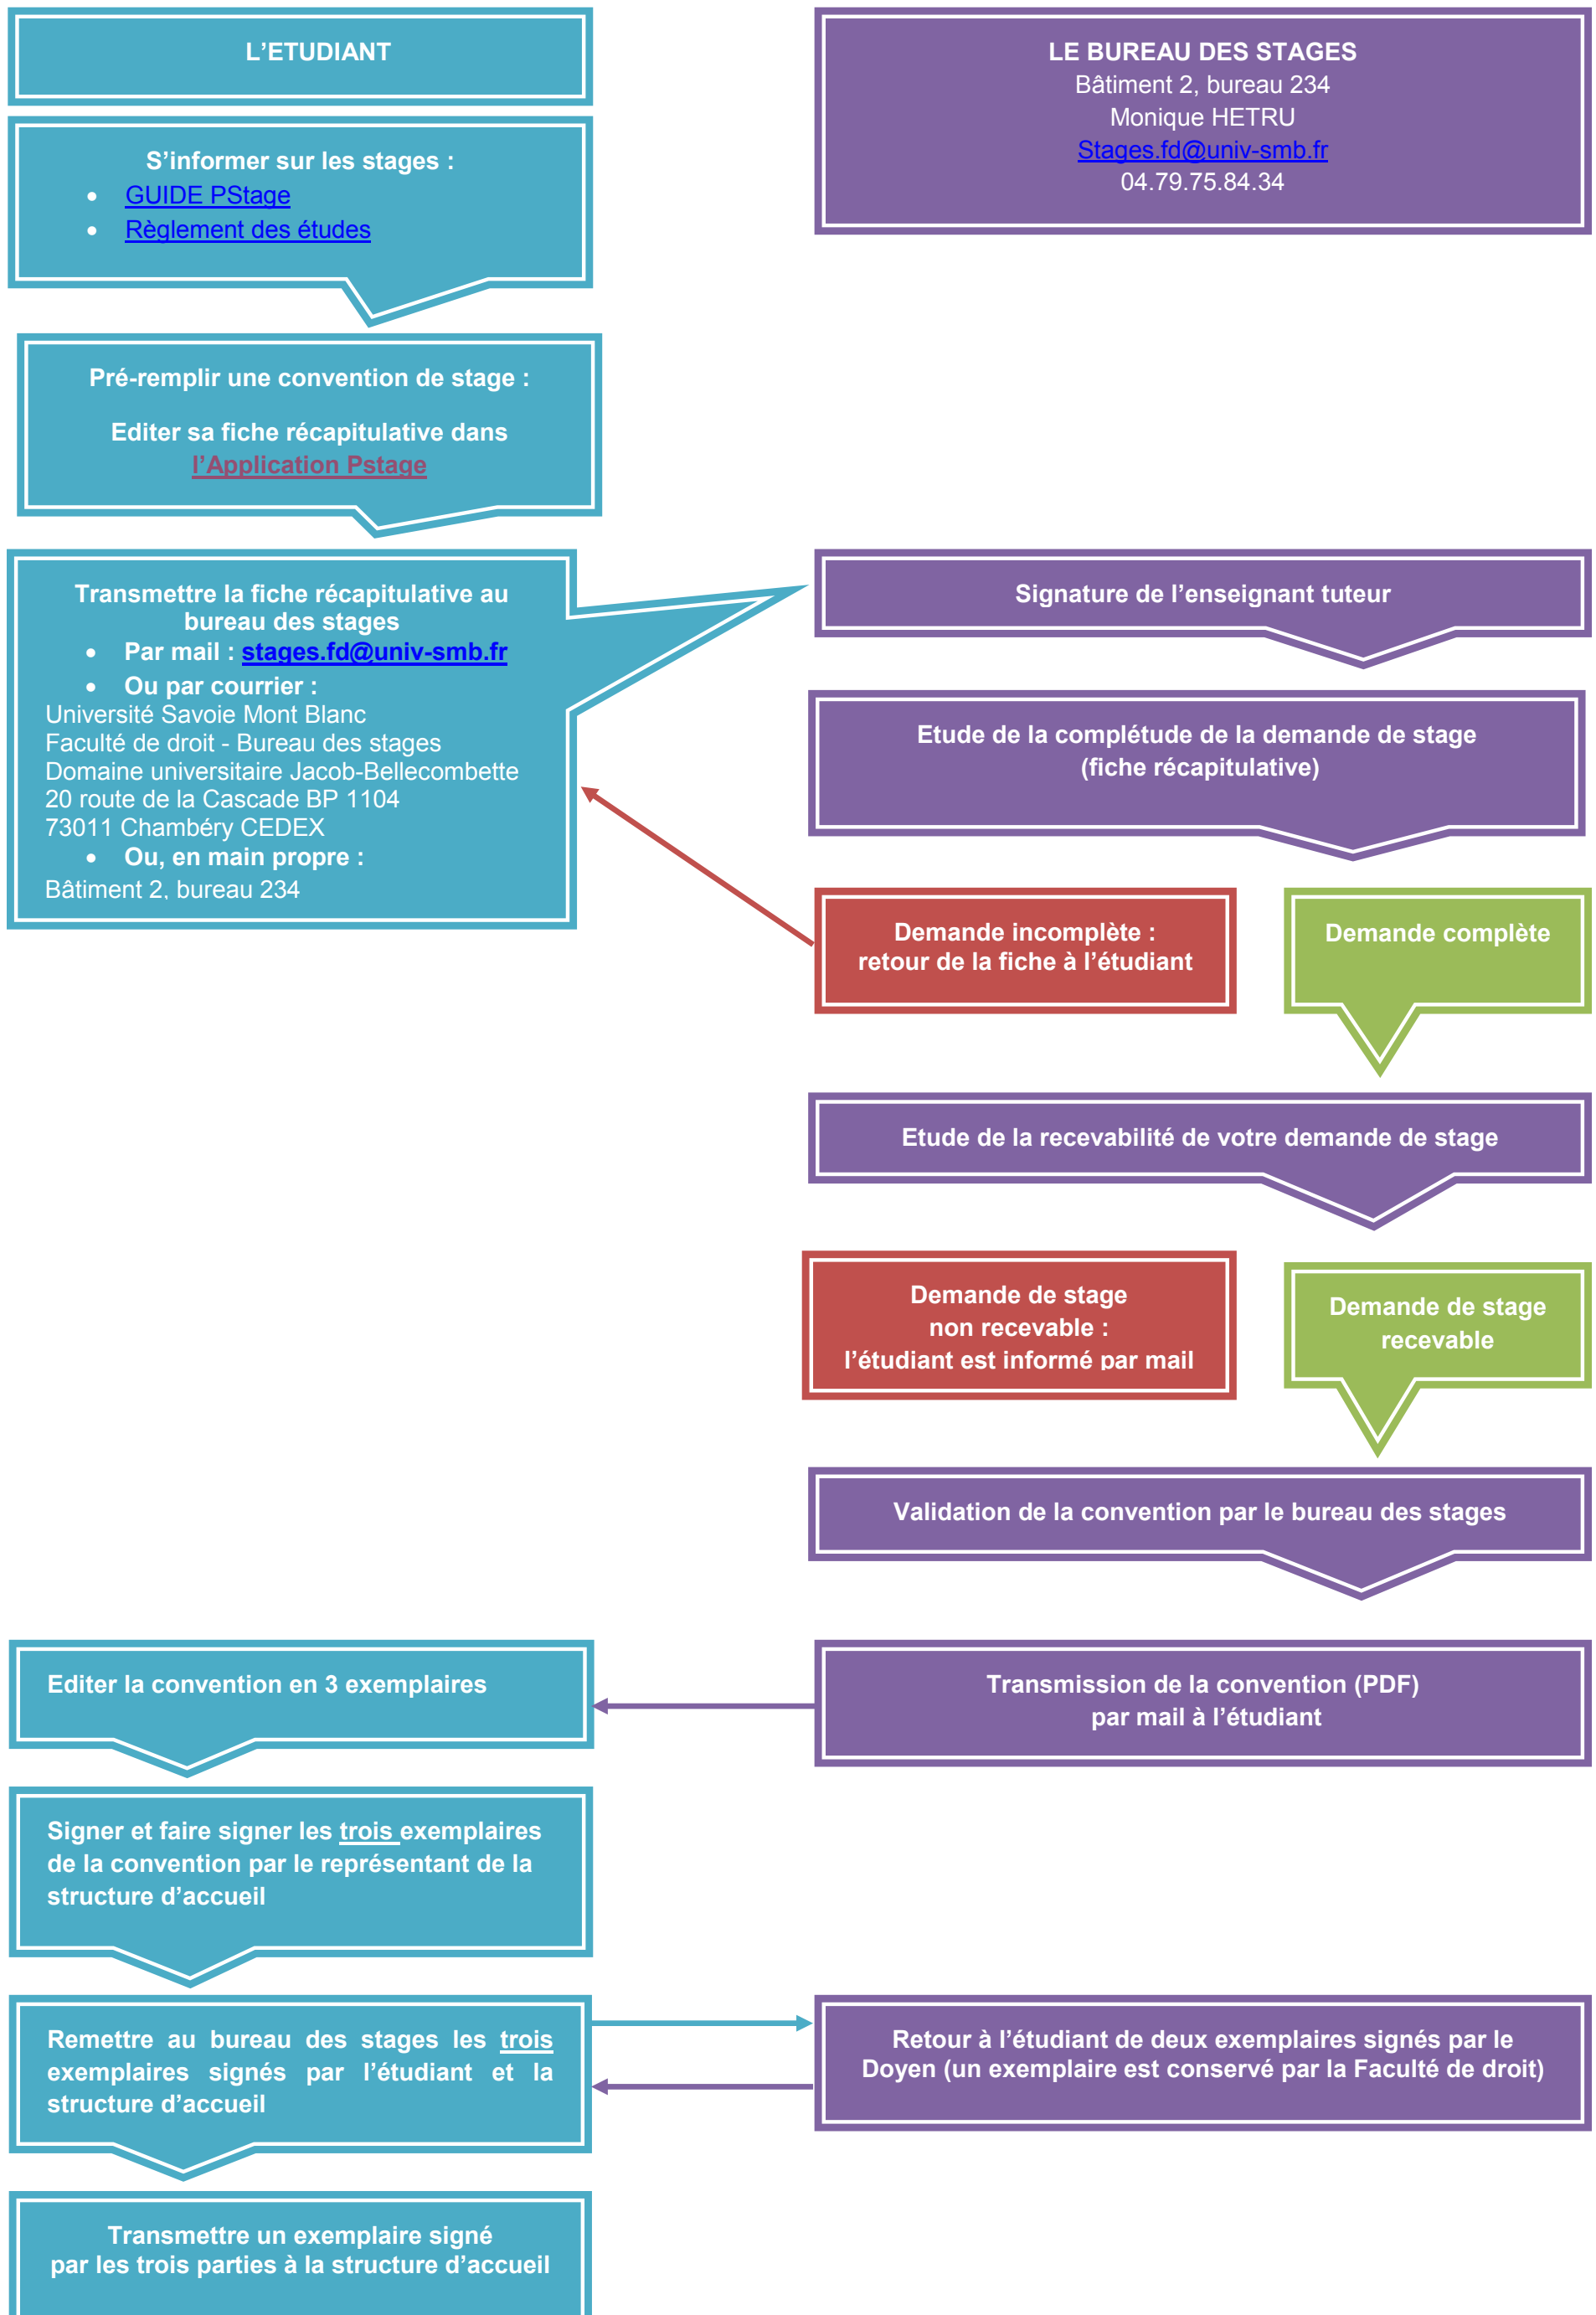 L’ETUDIANT
LE BUREAU DES STAGES
Bâtiment 2, bureau 234
Monique HETRU
Stages.fd@univ-smb.fr
04.79.75.84.34
S’informer sur les stages :
• GUIDE PStage
• Règlement des études
Pré-remplir une convention de stage :
Editer sa fiche récapitulative dans
l’Application Pstage
Transmettre la fiche récapitulative au
bureau des stages
• Par mail : stages.fd@univ-smb.fr
• Ou par courrier :
Université Savoie Mont Blanc
Faculté de droit - Bureau des stages
Domaine universitaire Jacob-Bellecombette
20 route de la Cascade BP 1104
73011 Chambéry CEDEX
• Ou, en main propre :
Bâtiment 2, bureau 234
Signature de l’enseignant tuteur
Etude de la complétude de la demande de stage
(fiche récapitulative)
Demande incomplète :
retour de la fiche à l’étudiant
Demande complète
Etude de la recevabilité de votre demande de stage
Demande de stage
non recevable :
l’étudiant est informé par mail
Demande de stage
recevable
Validation de la convention par le bureau des stages
Transmission de la convention (PDF)
par mail à l’étudiant
Editer la convention en 3 exemplaires
Signer et faire signer les trois exemplaires
de la convention par le représentant de la
structure d’accueil
Remettre au bureau des stages les trois
exemplaires signés par l’étudiant et la
structure d’accueil
Retour à l’étudiant de deux exemplaires signés par le
Doyen (un exemplaire est conservé par la Faculté de droit)
Transmettre un exemplaire signé
par les trois parties à la structure d’accueil